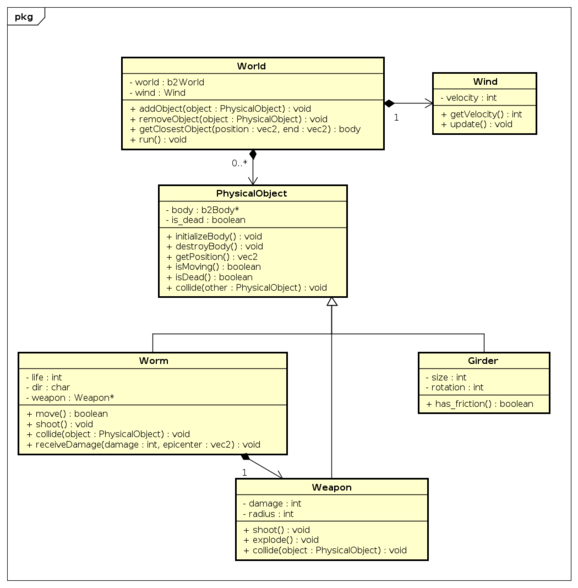 pkg
World
- world : b2World
- wind : Wind
+ addObject(object : PhysicalObject) : void
+ removeObject(object : PhysicalObject) : void
+ getClosestObject(position : vec2, end : vec2) : body
+ run() : void
Wind
- velocity : int
+ getVelocity() : int
+ update() : void
1
0..*
PhysicalObject
- body : b2Body*
- is_dead : boolean
+ initializeBody() : void
+ destroyBody() : void
+ getPosition() : vec2
+ isMoving() : boolean
+ isDead() : boolean
+ collide(other : PhysicalObject) : void
Worm
- life : int
- dir : char
- weapon : Weapon*
+ move() : boolean
+ shoot() : void
+ collide(object : PhysicalObject) : void
+ receiveDamage(damage : int, epicenter : vec2) : void
Girder
- size : int
- rotation : int
+ has_friction() : boolean
1
Weapon
- damage : int
- radius : int
+ shoot() : void
+ explode() : void
+ collide(object : PhysicalObject) : void